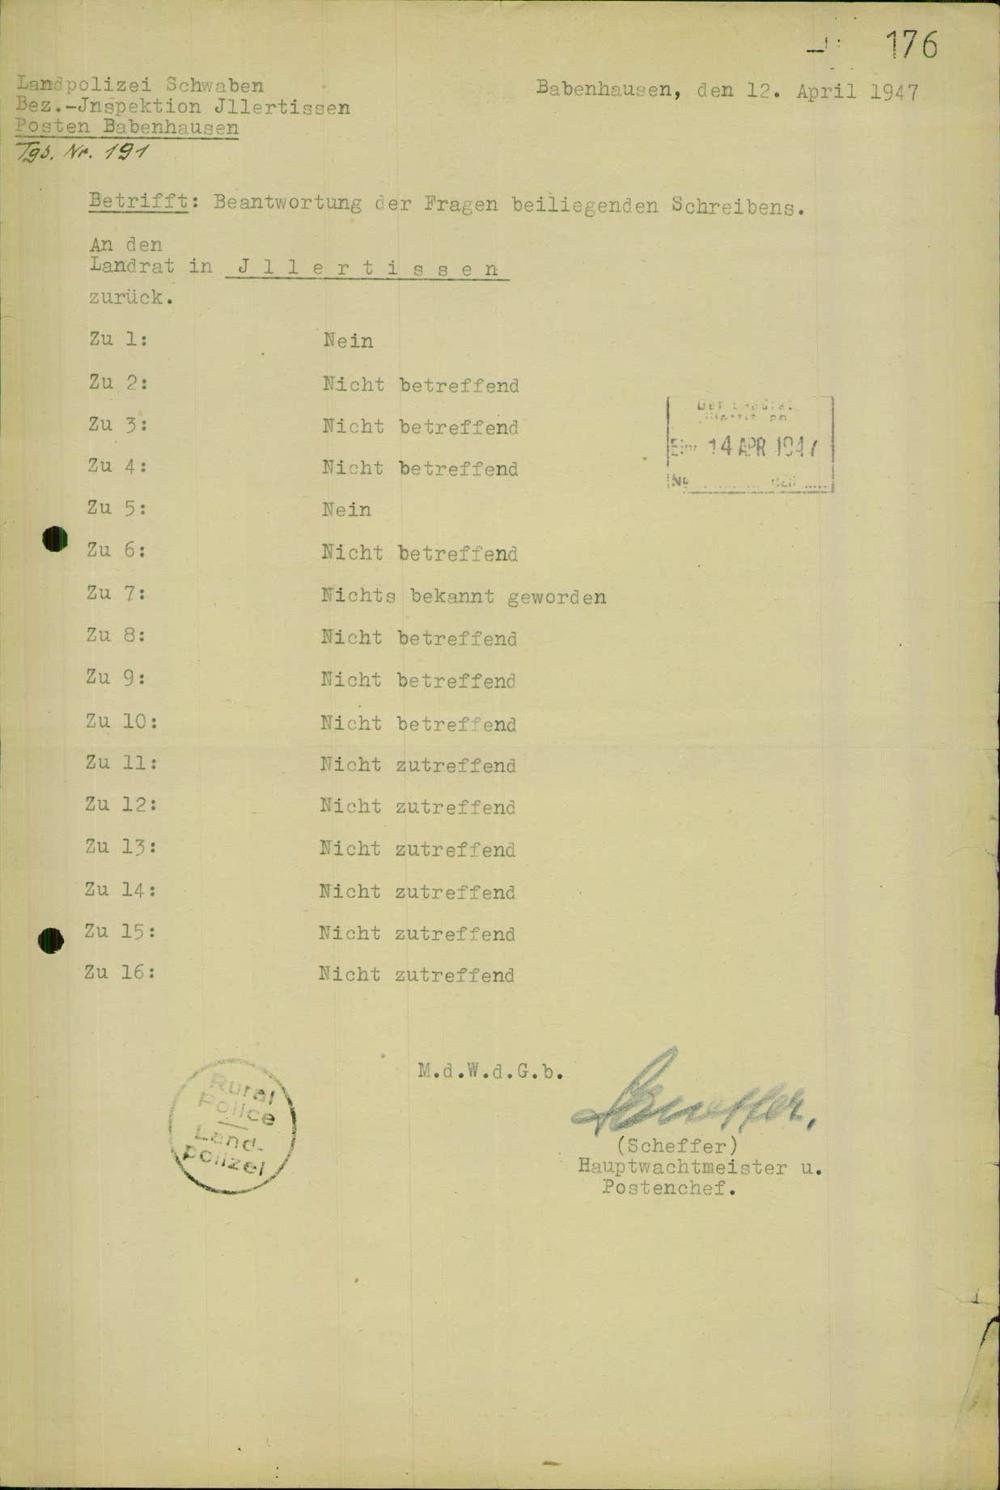 176
Landpolizei Schwaben
Bez.-Jnspektion Jllertissen
Posten Babenhausen
Tgb. Nr. 191
Babenhausen, den 12. April 1947
Betrifft: Beantwortung der Fragen beiliegenden Schreibens.
An den
Landrat in J l l e r t i s s e n
zurück.
Zu 1: Nein
Zu 2: Nicht betreffend
Zu 3: Nicht betreffend
Zu 4: Nicht betreffend
Zu 5: Nein
Zu 6: Nicht betreffend
Zu 7: Nichts bekannt geworden
Zu 8: Nicht betreffend
Zu 9: Nicht betreffend
Zu 10: Nicht betreffend
Zu 11: Nicht zutreffend
Zu 12: Nicht zutreffend
Zu 13: Nicht zutreffend
Zu 14: Nicht zutreffend
Zu 15: Nicht zutreffend
Zu 16: Nicht zutreffend
Der Landrat
14 APR 1947
No
M.d.W.d.G.b.
Scheffer.
(Scheffer)
Hauptwachtmeister u.
Postenchef.
Rural
Police
Land-
polizei